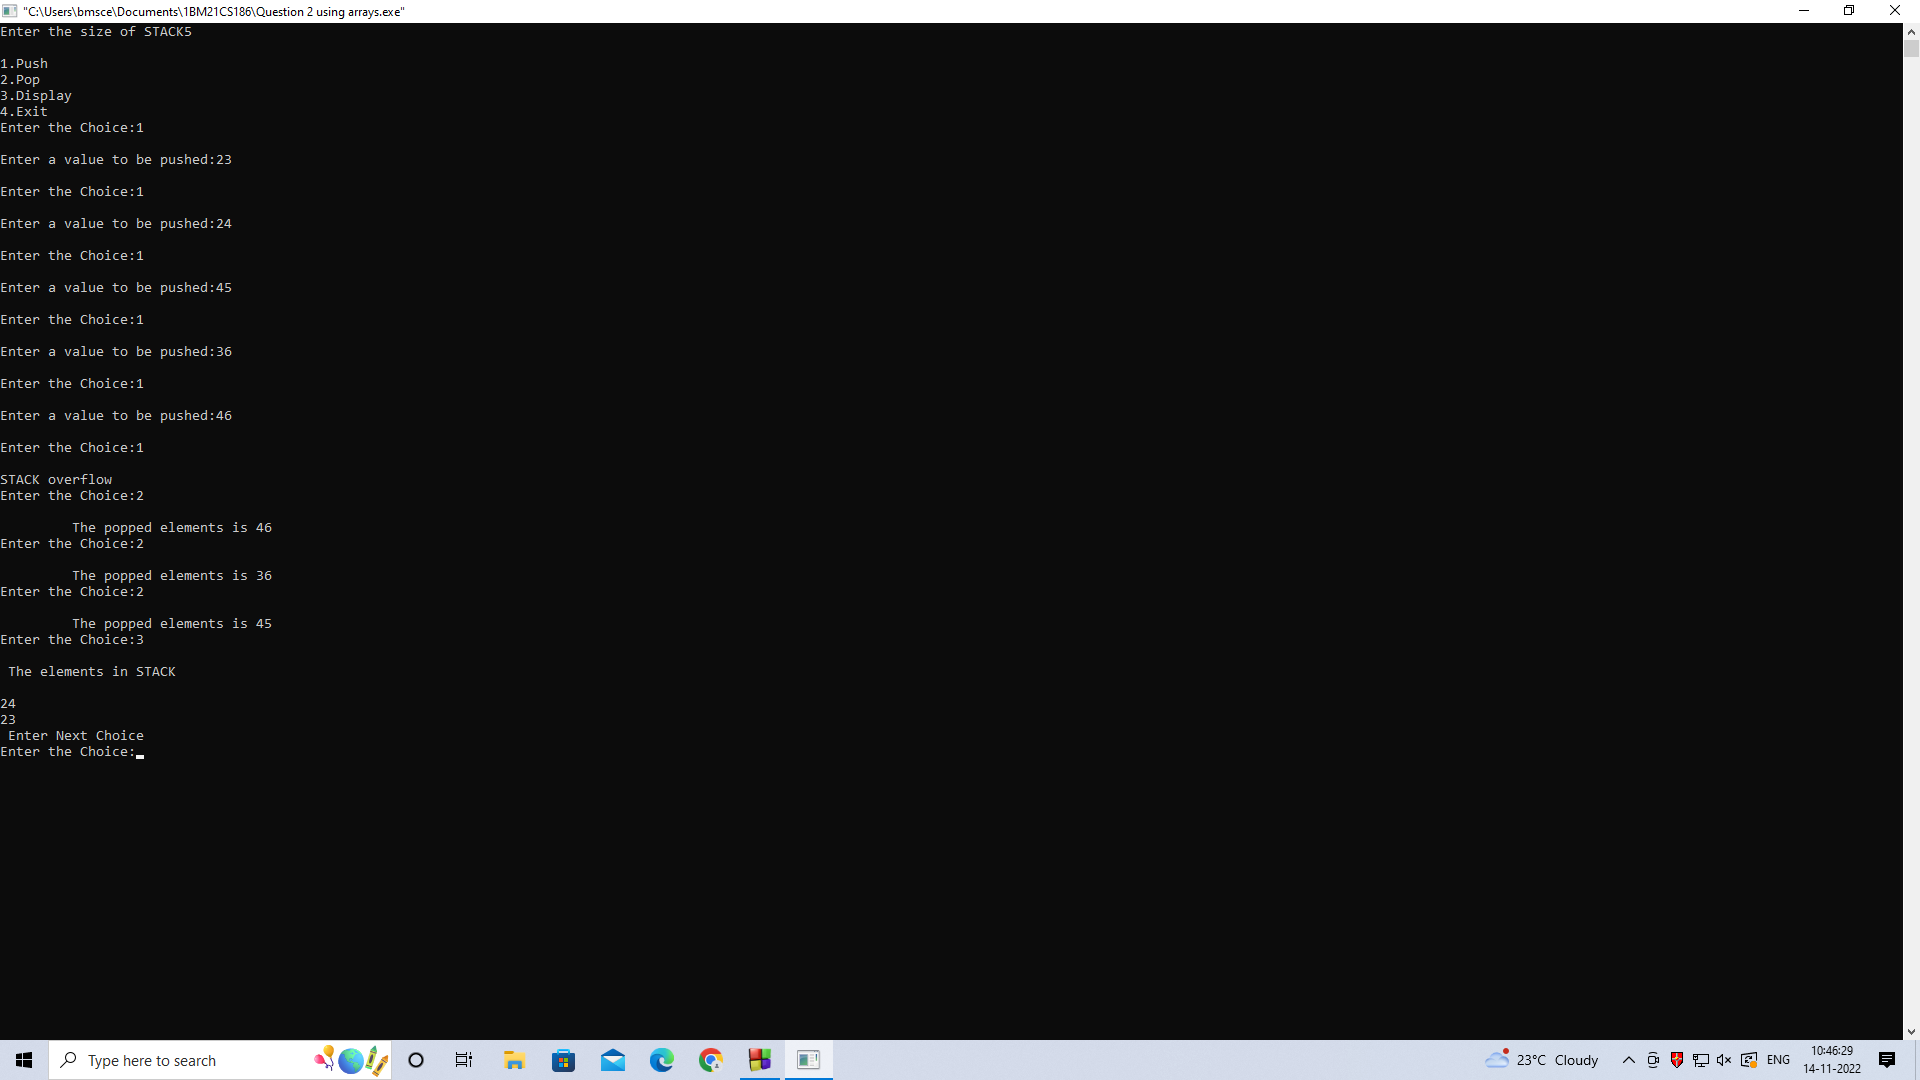 "C:\Users\bmsce\Documents\1BM21CS186\Question 2 using arrays.exe"
Enter the size of STACK5
1.Push
2.Pop
3.Display
4.Exit
Enter the Choice:1
Enter a value to be pushed:23
Enter the Choice:1
Enter a value to be pushed:24
Enter the Choice:1
Enter a value to be pushed:45
Enter the Choice:1
Enter a value to be pushed:36
Enter the Choice:1
Enter a value to be pushed:46
Enter the Choice:1
STACK overflow
Enter the Choice:2
The popped elements is 46
Enter the Choice:2
The popped elements is 36
Enter the Choice:2
The popped elements is 45
Enter the Choice:3
The elements in STACK
24
23
Enter Next Choice
Enter the Choice:
Type here to search
23°C Cloudy
ENG
10:46:29
14-11-2022